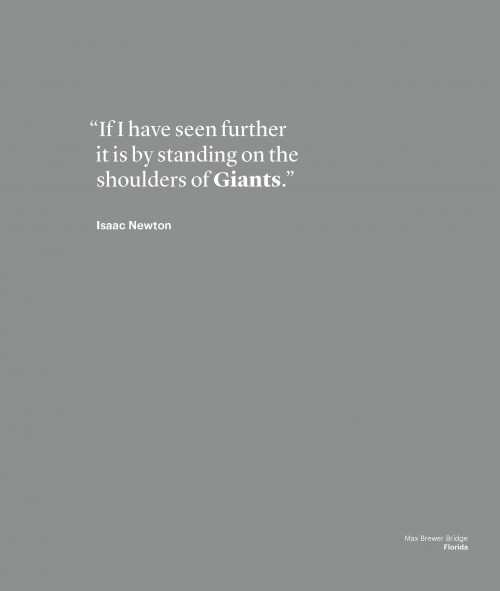 “If I have seen further
it is by standing on the
shoulders of Giants.”
Isaac Newton
Max Brewer Bridge
Florida